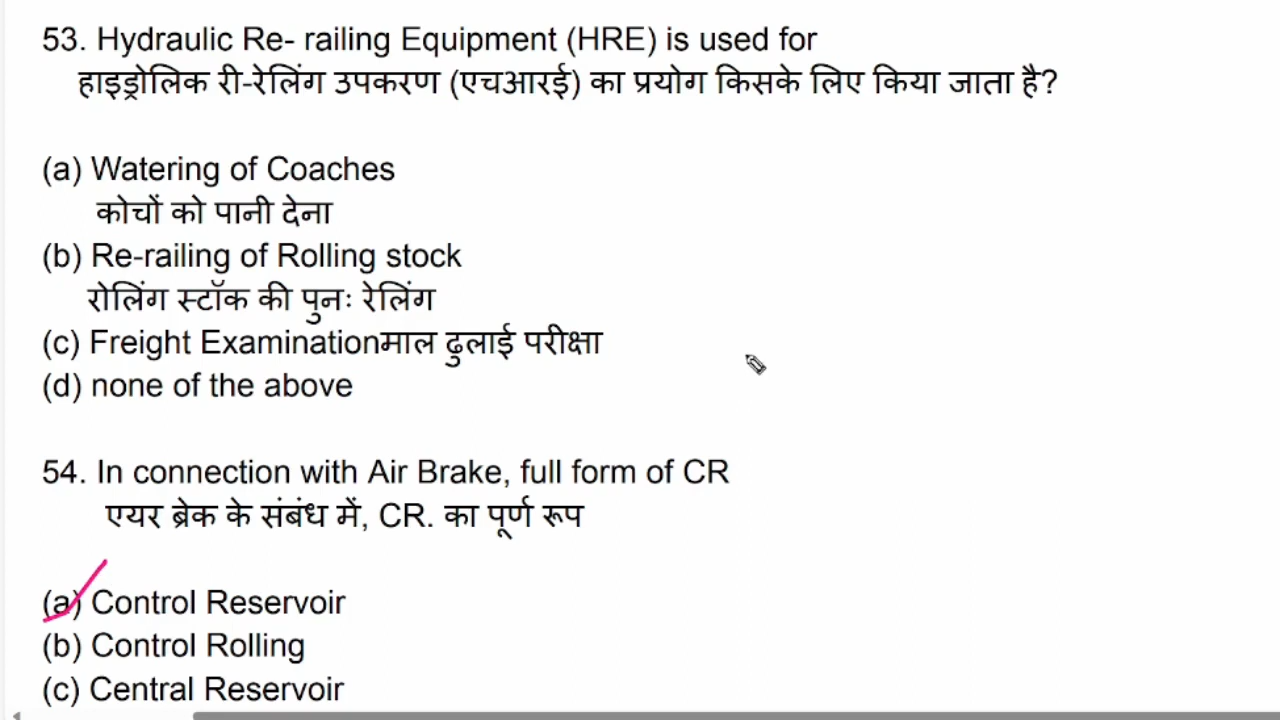 53. Hydraulic Re- railing Equipment (HRE) is used for
हाइड्रोलिक री-रेलिंग उपकरण (एचआरई) का प्रयोग किसके लिए किया जाता है?
(a) Watering of Coaches
कोचों को पानी देना
(b) Re-railing of Rolling stock
रोलिंग स्टॉक की पुनः रेलिंग
(c) Freight Examinationमाल ढुलाई परीक्षा
(d) none of the above
54. In connection with Air Brake, full form of CR
एयर ब्रेक के संबंध में, CR. का पूर्ण रूप
(a) Control Reservoir
(b) Control Rolling
(c) Central Reservoir